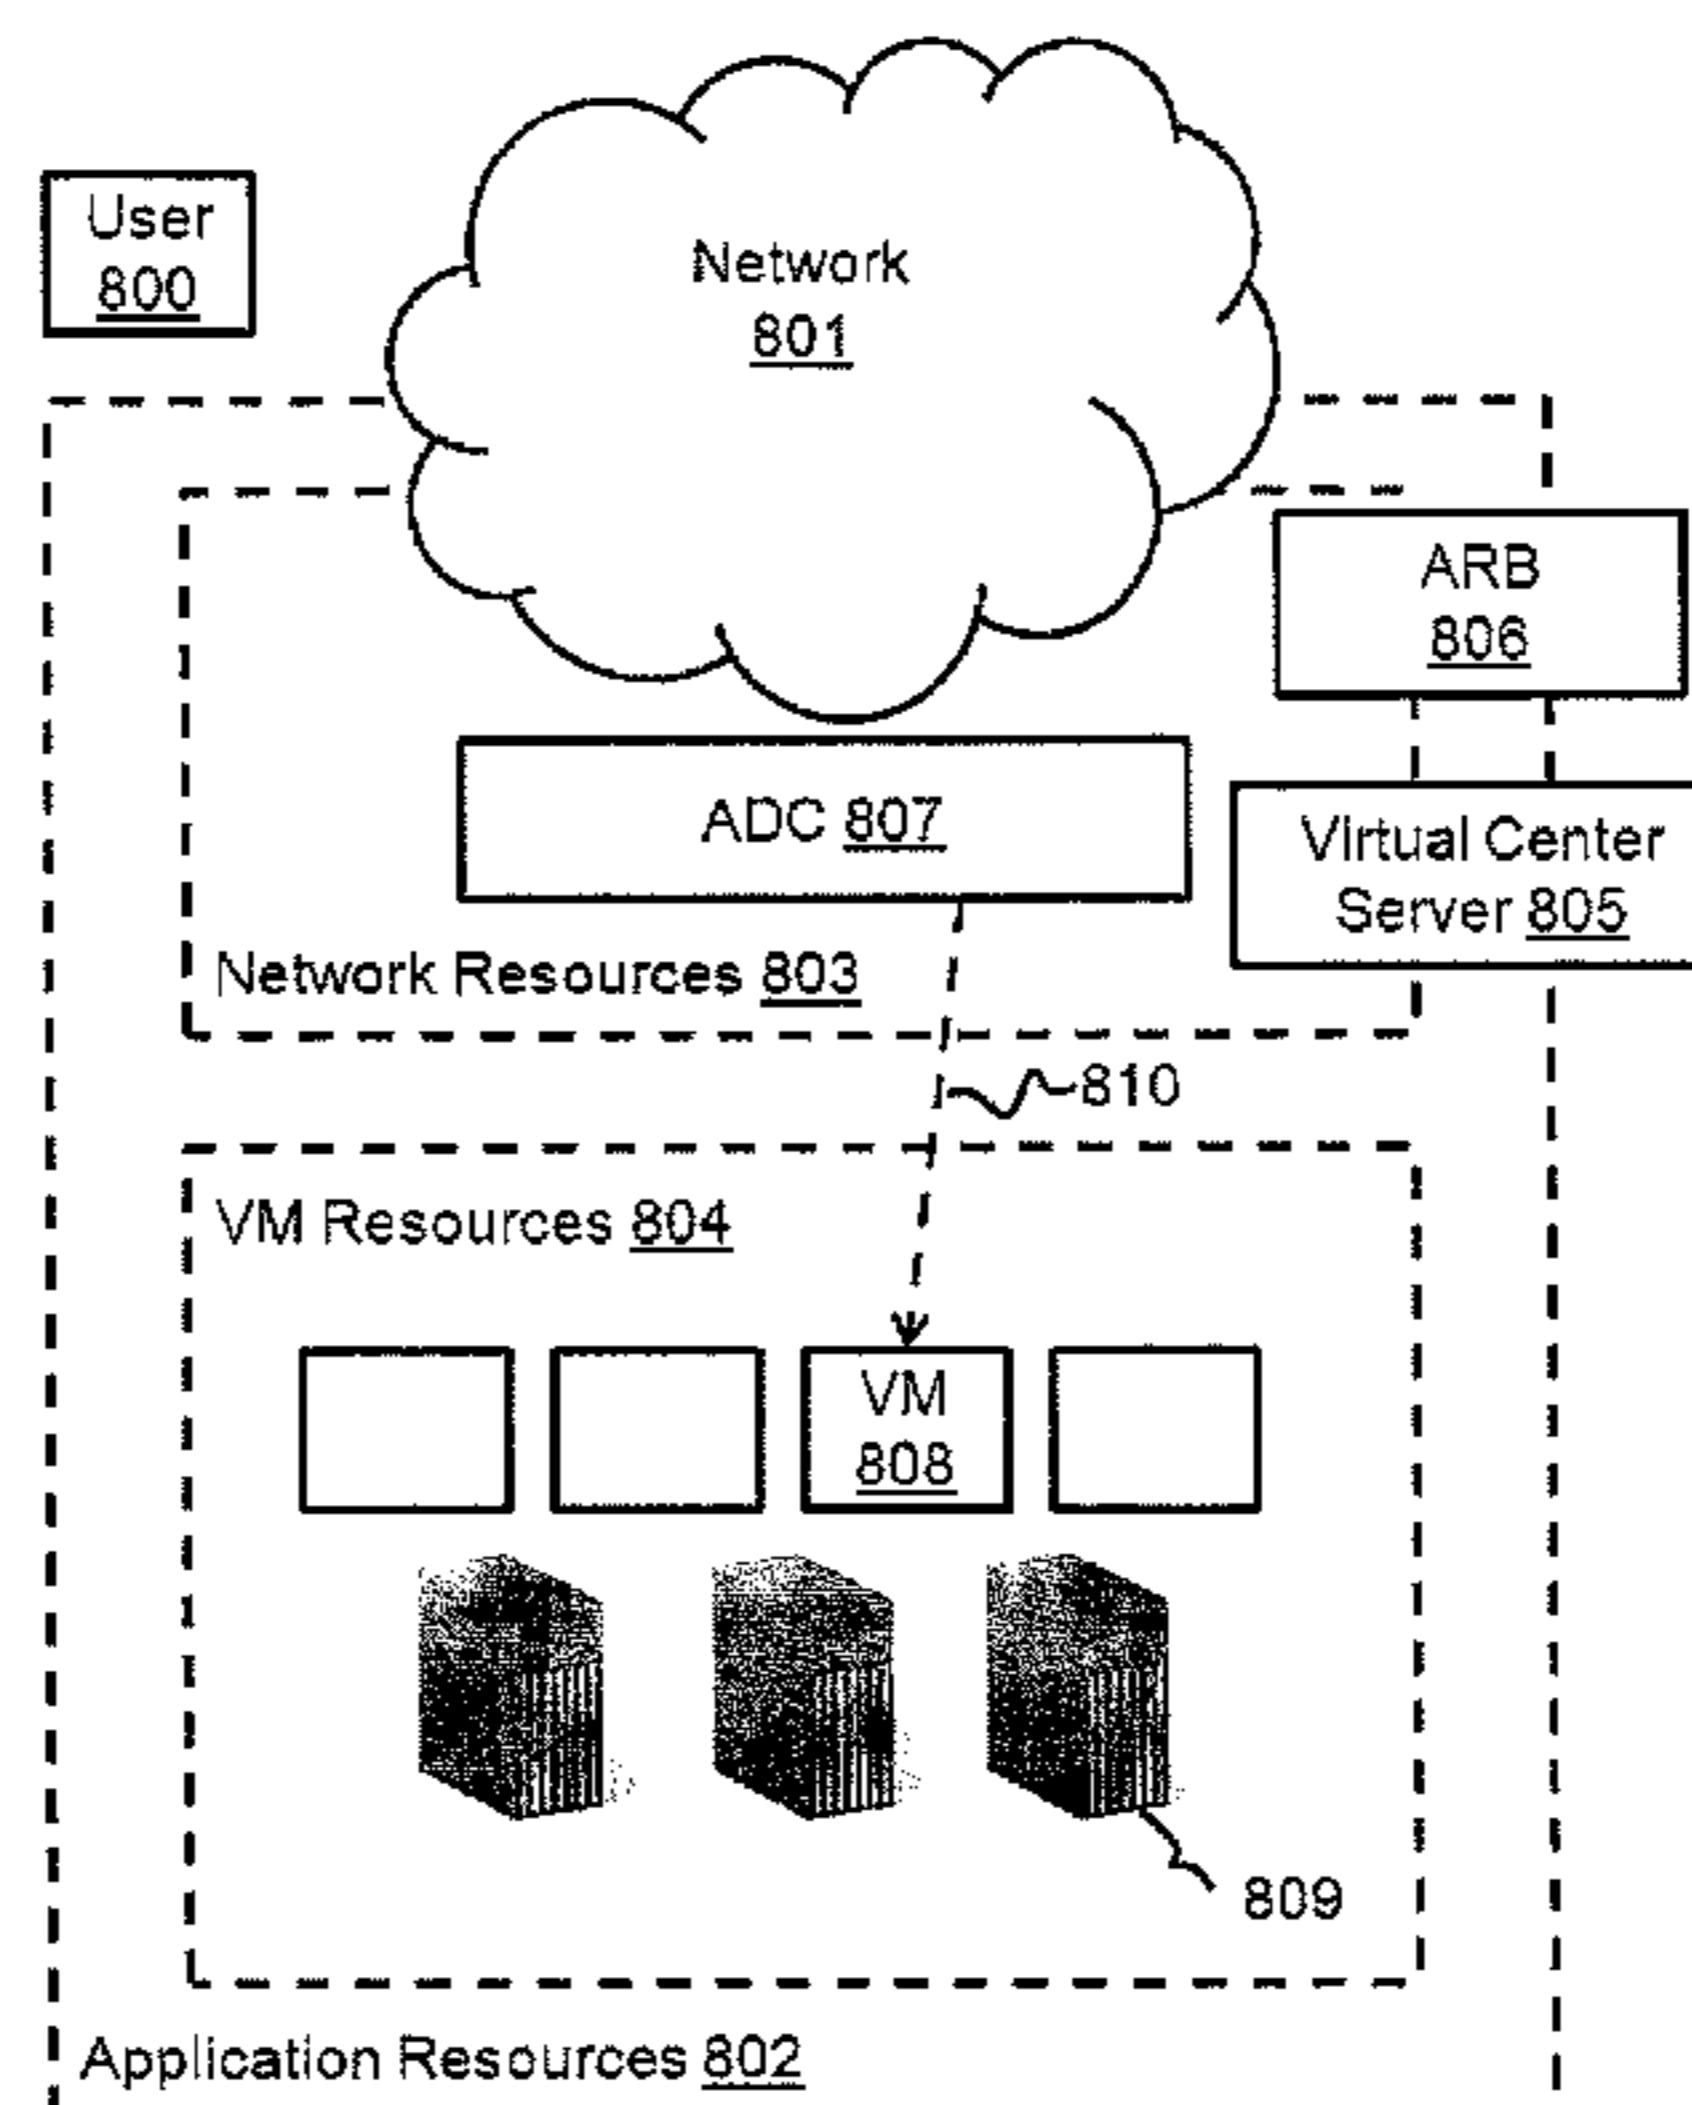 User
800
Network
801
ARB
806
ADC 807
Virtual Center
Server 805
Network Resources 803
810
VM Resources 804
VM
808
809
Application Resources 802